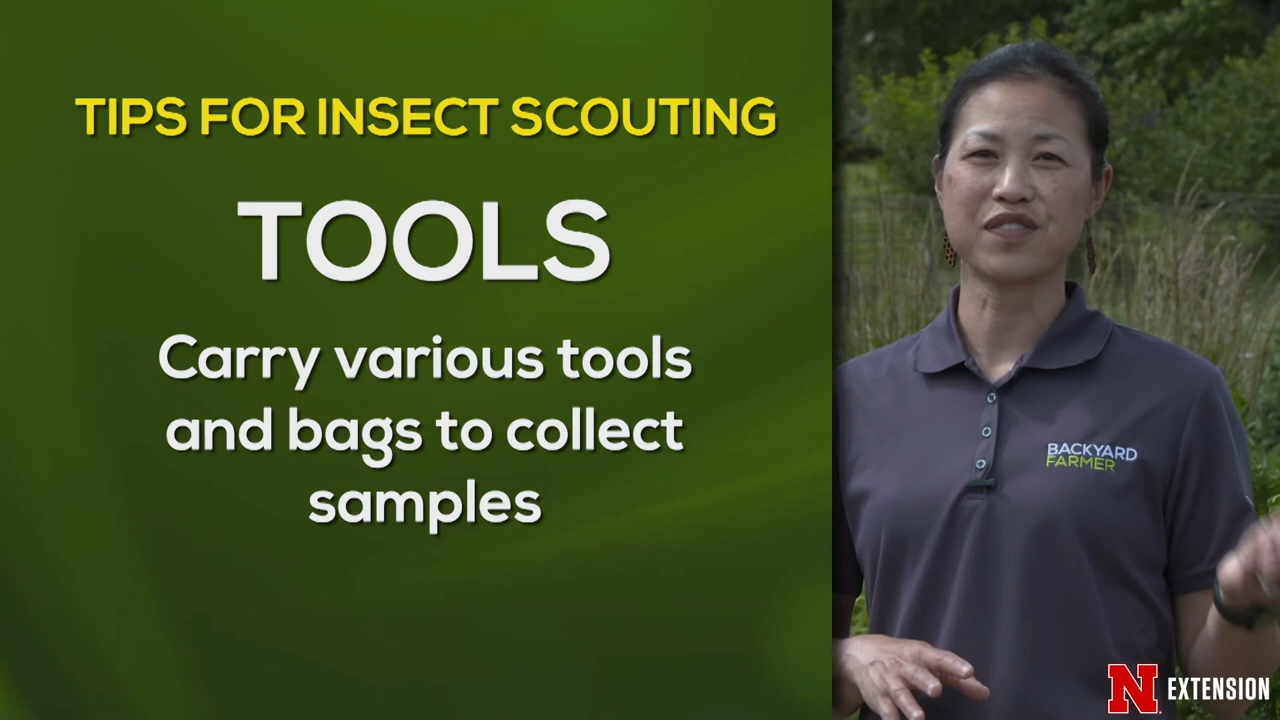 TIPS FOR INSECT SCOUTING
TOOLS
Carry various tools
and bags to collect
samples
BACKYARD
FARMER
N EXTENSION